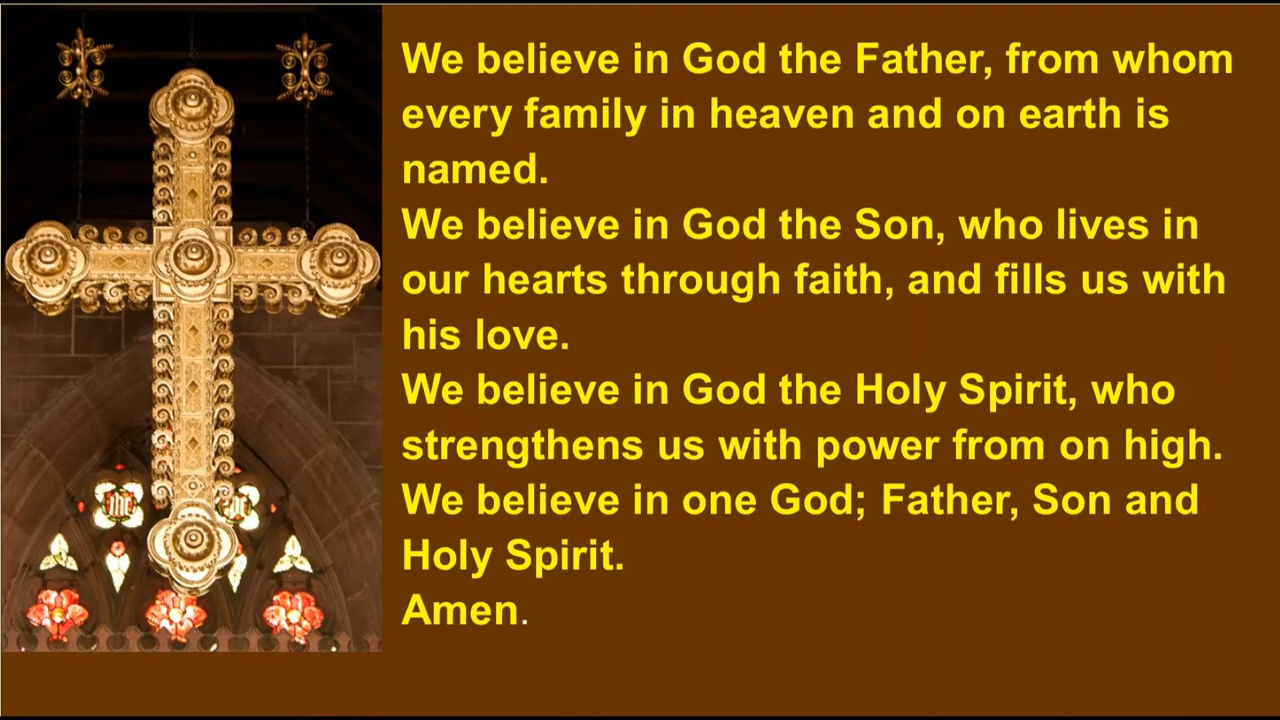 We believe in God the Father, from whom
every family in heaven and on earth is
named.
We believe in God the Son, who lives in
our hearts through faith, and fills us with
his love.
We believe in God the Holy Spirit, who
strengthens us with power from on high.
We believe in one God; Father, Son and
Holy Spirit.
Amen.